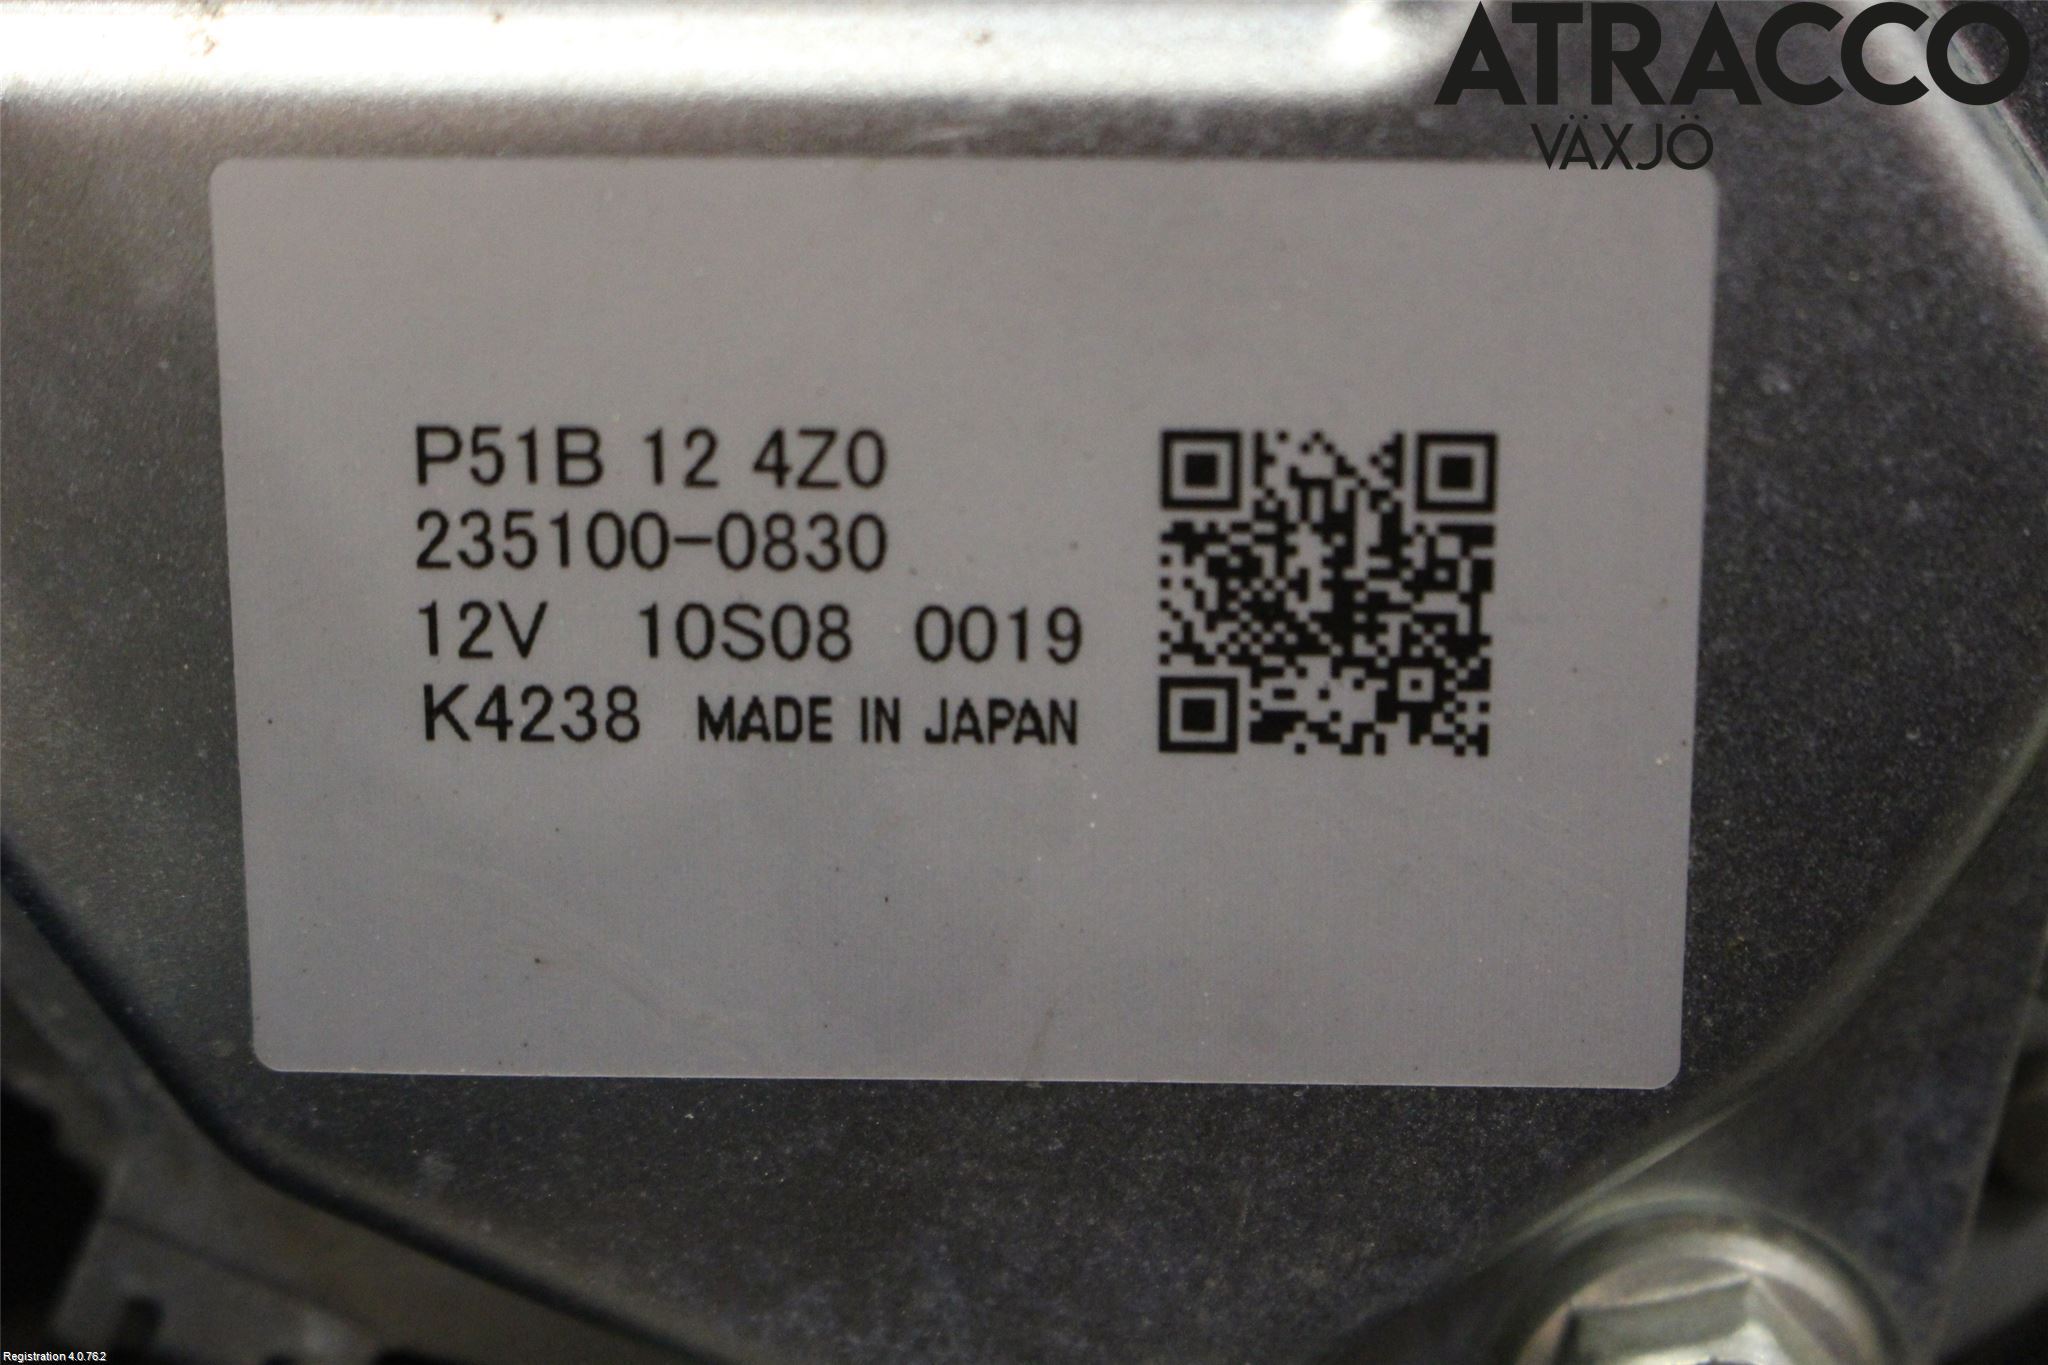 ATRACCO
VÄXJÖ
P51B 12 4Z0
235100-0830
12V 10S08 0019
K4238 MADE IN JAPAN
Registration 4.0.76.2